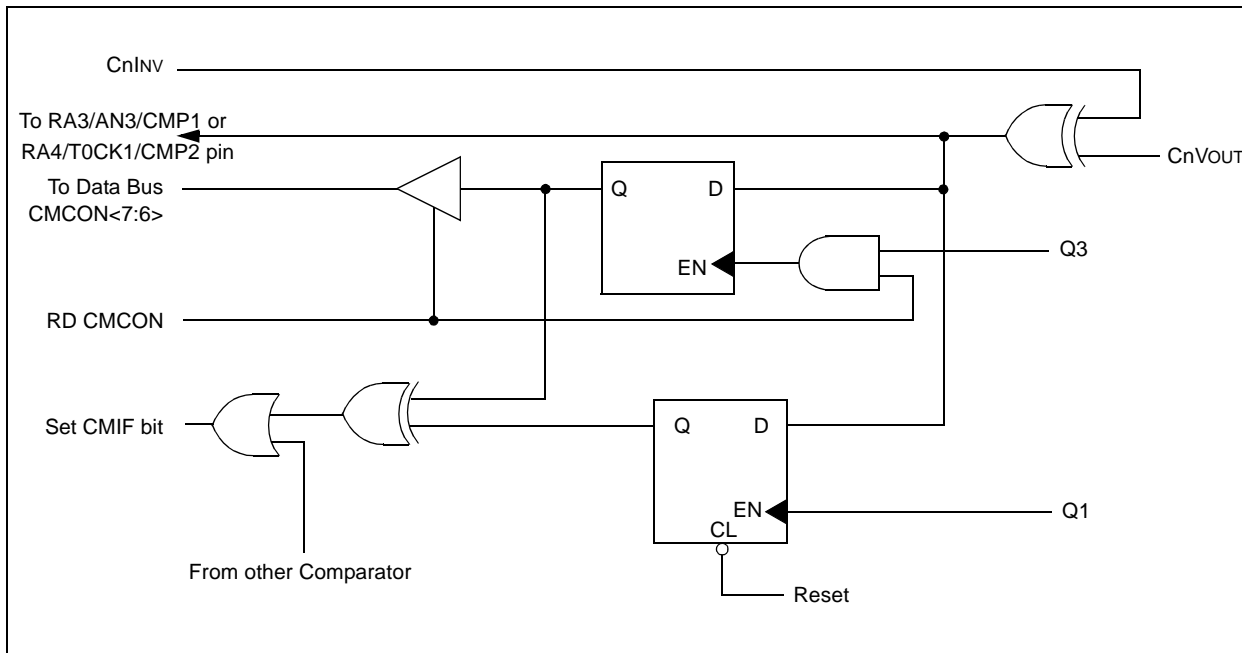 CnINV
To RA3/AN3/CMP1 or
RA4/T0CK1/CMP2 pin
CnVOUT
To Data Bus
CMCON<7:6>
Q
D
EN
Q3
RD CMCON
Set CMIF bit
Q
D
EN
CL
Q1
From other Comparator
Reset